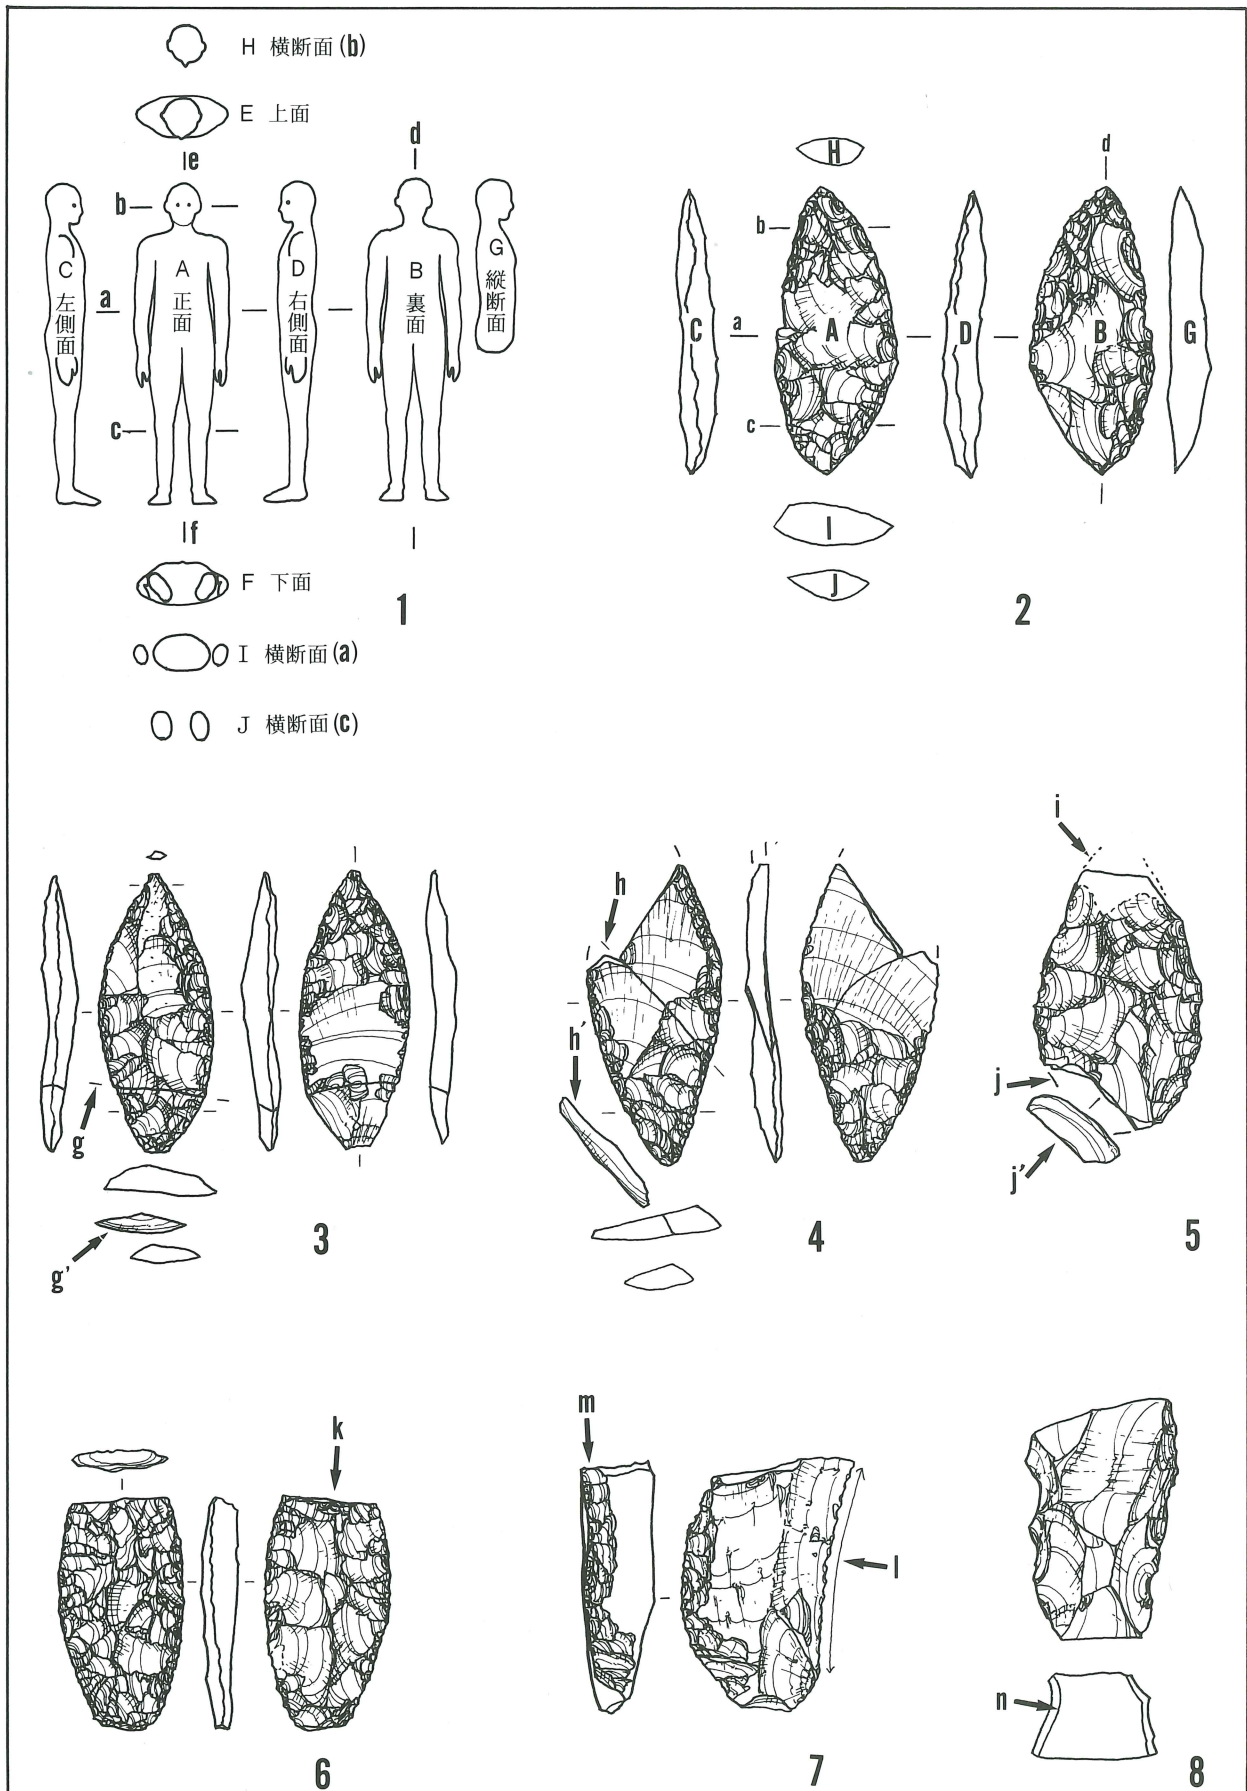 H 横断面(b)
E 上面
e
d
b
C 左側面
A 正面
D 右側面
B 裏面
G 縦断面
a
c
f
F 下面
1
I 横断面(a)
J 横断面(c)
H
d
b
C
a
A
D
B
G
c
I
J
2
g
g'
3
h
h'
4
i
j
j'
5
k
6
m
l
7
n
8